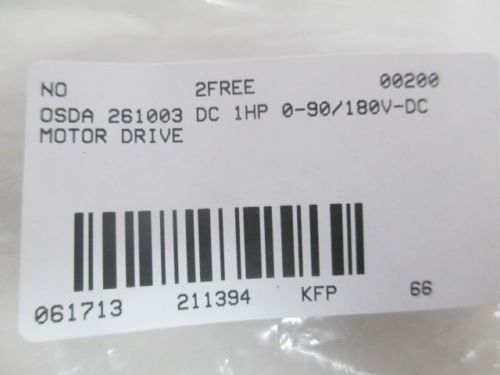 NO 2FREE 00200
OSDA 261003 DC 1HP 0-90/180V-DC
MOTOR DRIVE
061713 211394 KFP 66